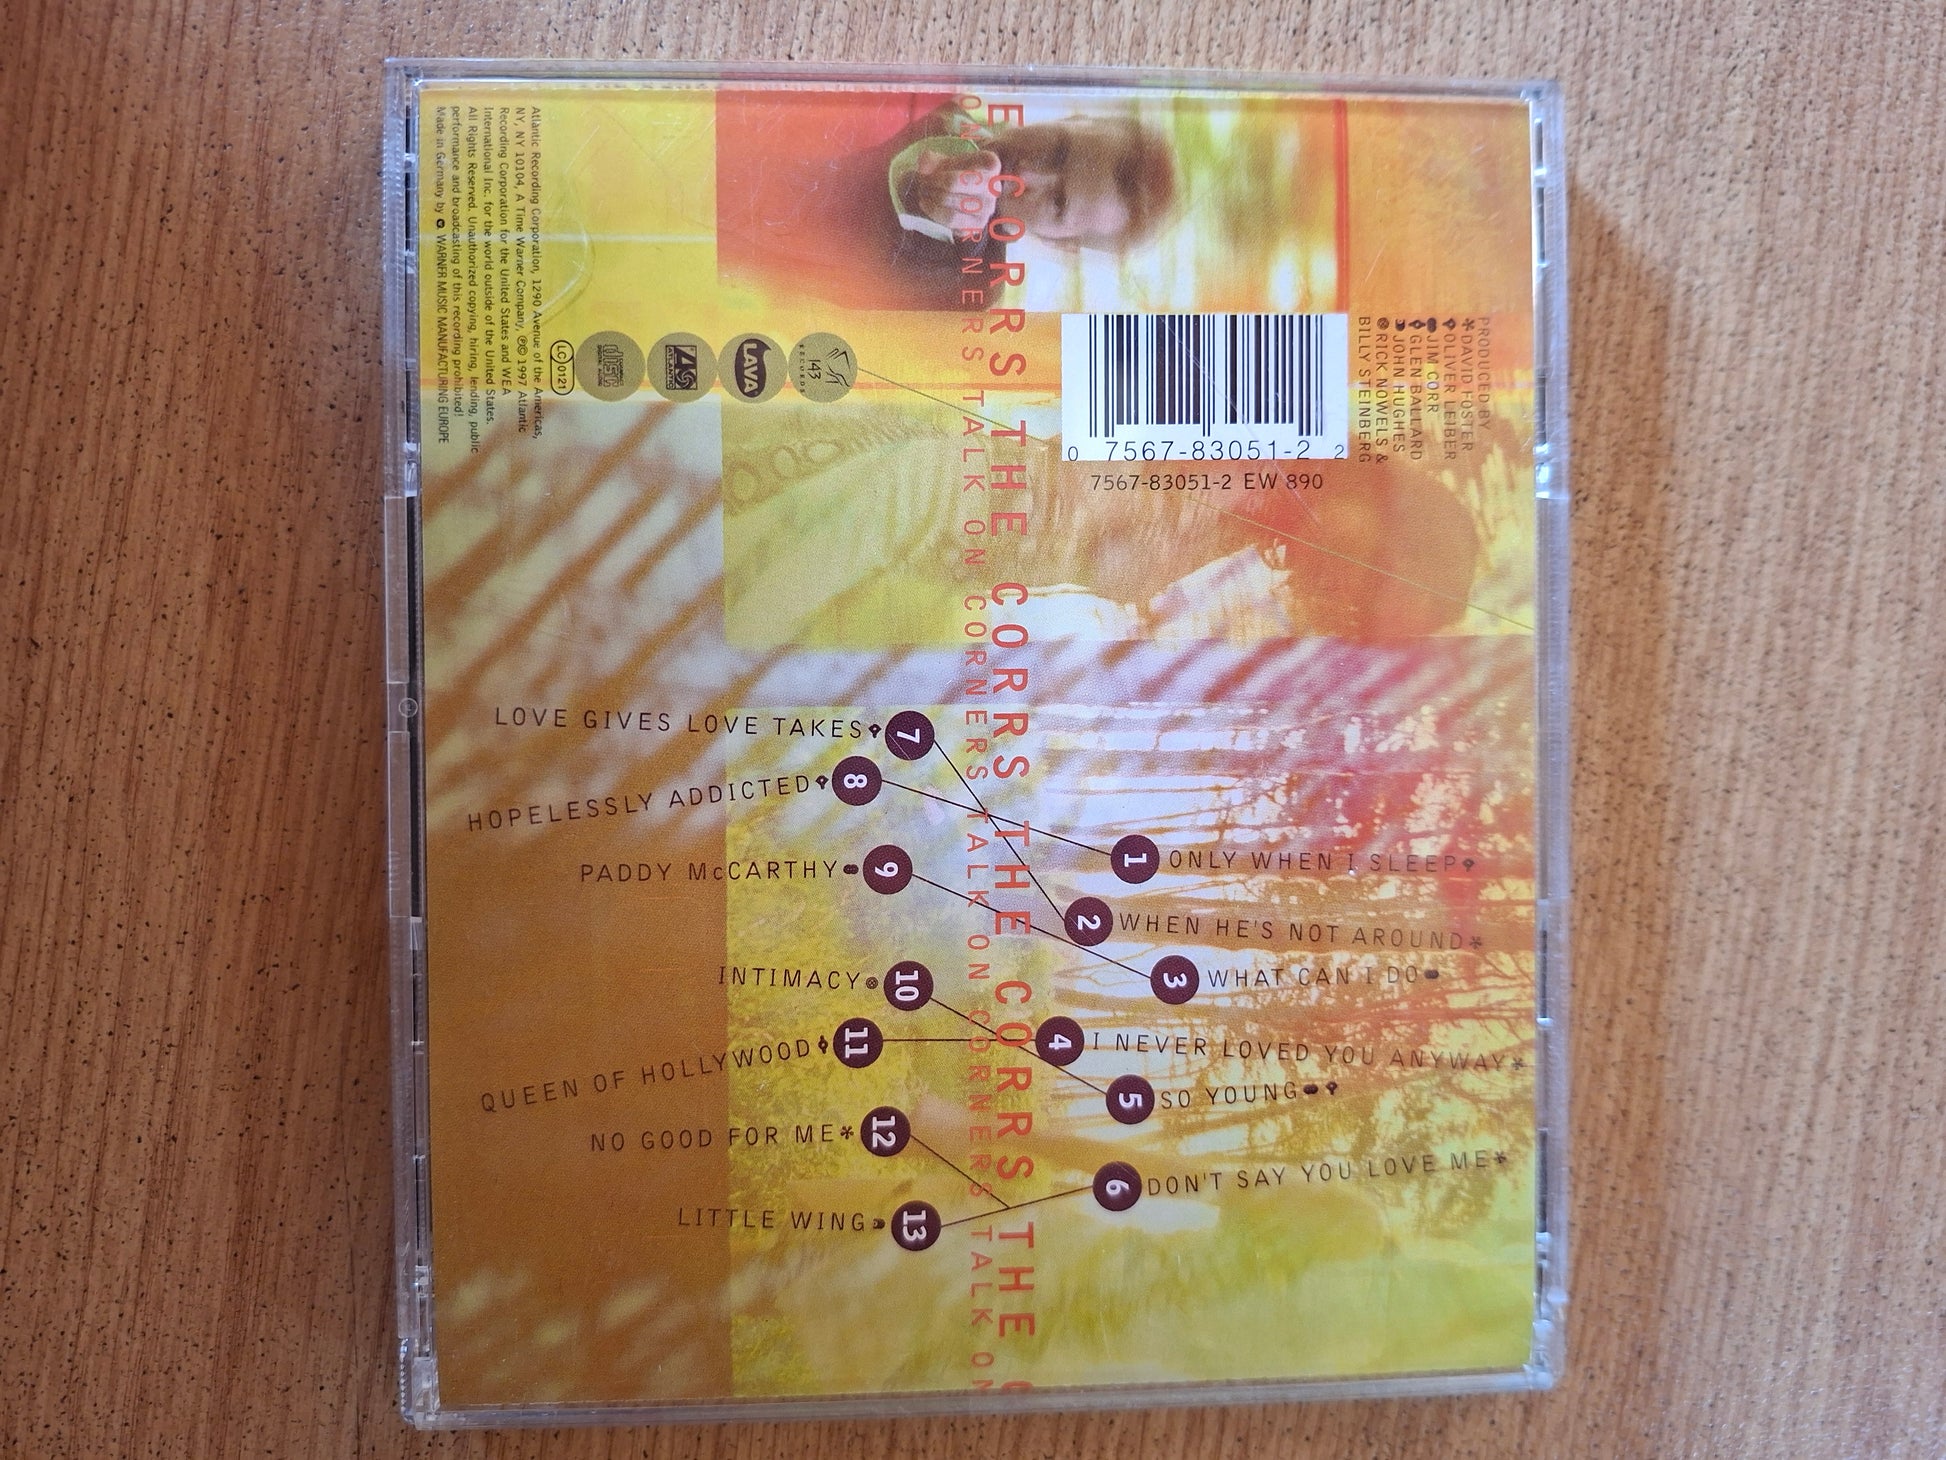 PRODUCED BY
*DAVID FOSTER
OLIVER LEIBER
JIM CORR
GLEN BALLARD
JOHN HUGHES
RICK NOWELS &
BILLY STEINBERG
0 7567-83051-2 2
7567-83051-2 EW 890
E CORRS THE CORRS THE CORRS THE C
ON CORNERS TALK ON CORNERS TALK ON CORNERS TALK ON
1 ONLY WHEN I SLEEP
2 WHEN HE'S NOT AROUND*
3 WHAT CAN I DO
4 I NEVER LOVED YOU ANYWAY*
5 SO YOUNG
6 DON'T SAY YOU LOVE ME*
LOVE GIVES LOVE TAKES 7
HOPELESSLY ADDICTED 8
PADDY McCARTHY 9
INTIMACY 10
QUEEN OF HOLLYWOOD 11
NO GOOD FOR ME* 12
LITTLE WING 13
143
RECORDS
LAVA
ATLANTIC
COMPACT
disc
DIGITAL AUDIO
LC 0121
Atlantic Recording Corporation, 1290 Avenue of the Americas,
NY, NY 10104, A Time Warner Company, ℗© 1997 Atlantic
Recording Corporation for the United States and WEA
International Inc. for the world outside of the United States.
All Rights Reserved. Unauthorized copying, hiring, lending, public
performance and broadcasting of this recording prohibited!
Made in Germany by WARNER MUSIC MANUFACTURING EUROPE